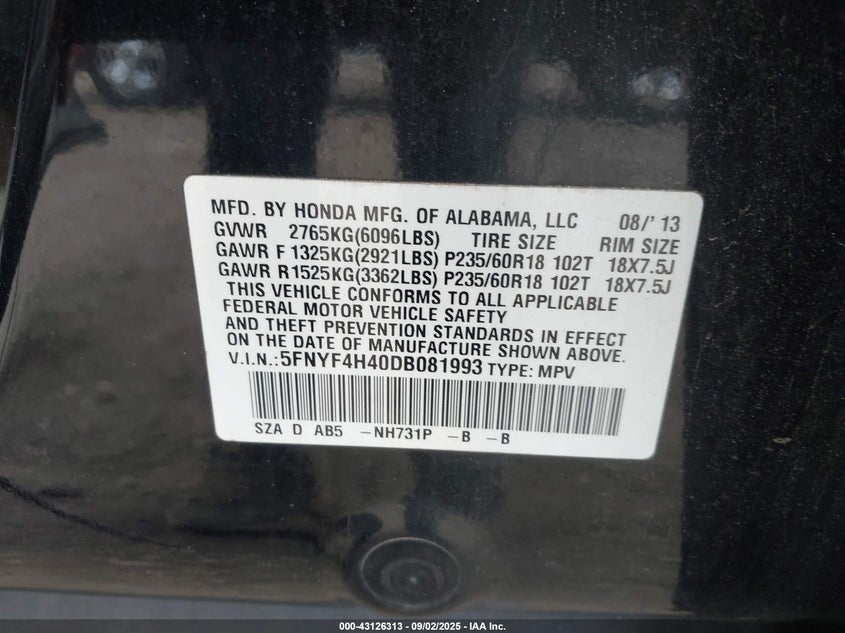 MFD. BY HONDA MFG. OF ALABAMA, LLC 08/'13
GVWR 2765KG(6096LBS) TIRE SIZE RIM SIZE
GAWR F 1325KG(2921LBS) P235/60R18 102T 18X7.5J
GAWR R1525KG(3362LBS) P235/60R18 102T 18X7.5J
THIS VEHICLE CONFORMS TO ALL APPLICABLE
FEDERAL MOTOR VEHICLE SAFETY
AND THEFT PREVENTION STANDARDS IN EFFECT
ON THE DATE OF MANUFACTURE SHOWN ABOVE.
V.I.N.:5FNYF4H40DB081993 TYPE: MPV
SZA D AB5 -NH731P -B -B
000-43126313 - 09/02/2025 - IAA Inc.